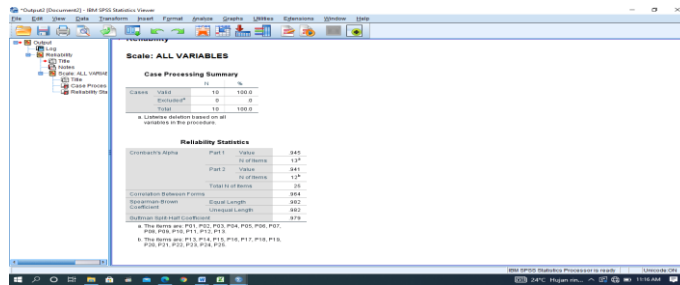 *Output2 [Document2] - IBM SPSS Statistics Viewer
File Edit View Data Transform Insert Format Analyze Graphs Utilities Extensions Window Help
Output
Log
Reliability
Title
Notes
Scale: ALL VARIABL
Title
Case Proces
Reliability Sta
Reliability
Scale: ALL VARIABLES
Case Processing Summary
N %
Cases Valid 10 100.0
Excluded a 0 .0
Total 10 100.0
a. Listwise deletion based on all
variables in the procedure.
Reliability Statistics
Cronbach's Alpha Part 1 Value .945
N of Items 13 a
Part 2 Value .941
N of Items 12 b
Total N of Items 25
Correlation Between Forms .964
Spearman-Brown Coefficient Equal Length .982
Unequal Length .982
Guttman Split-Half Coefficient .979
a. The items are: P01, P02, P03, P04, P05, P06, P07,
P08, P09, P10, P11, P12, P13.
b. The items are: P13, P14, P15, P16, P17, P18, P19,
P20, P21, P22, P23, P24, P25.
IBM SPSS Statistics Processor is ready Unicode:ON
24°C Hujan rin... 11:16 AM